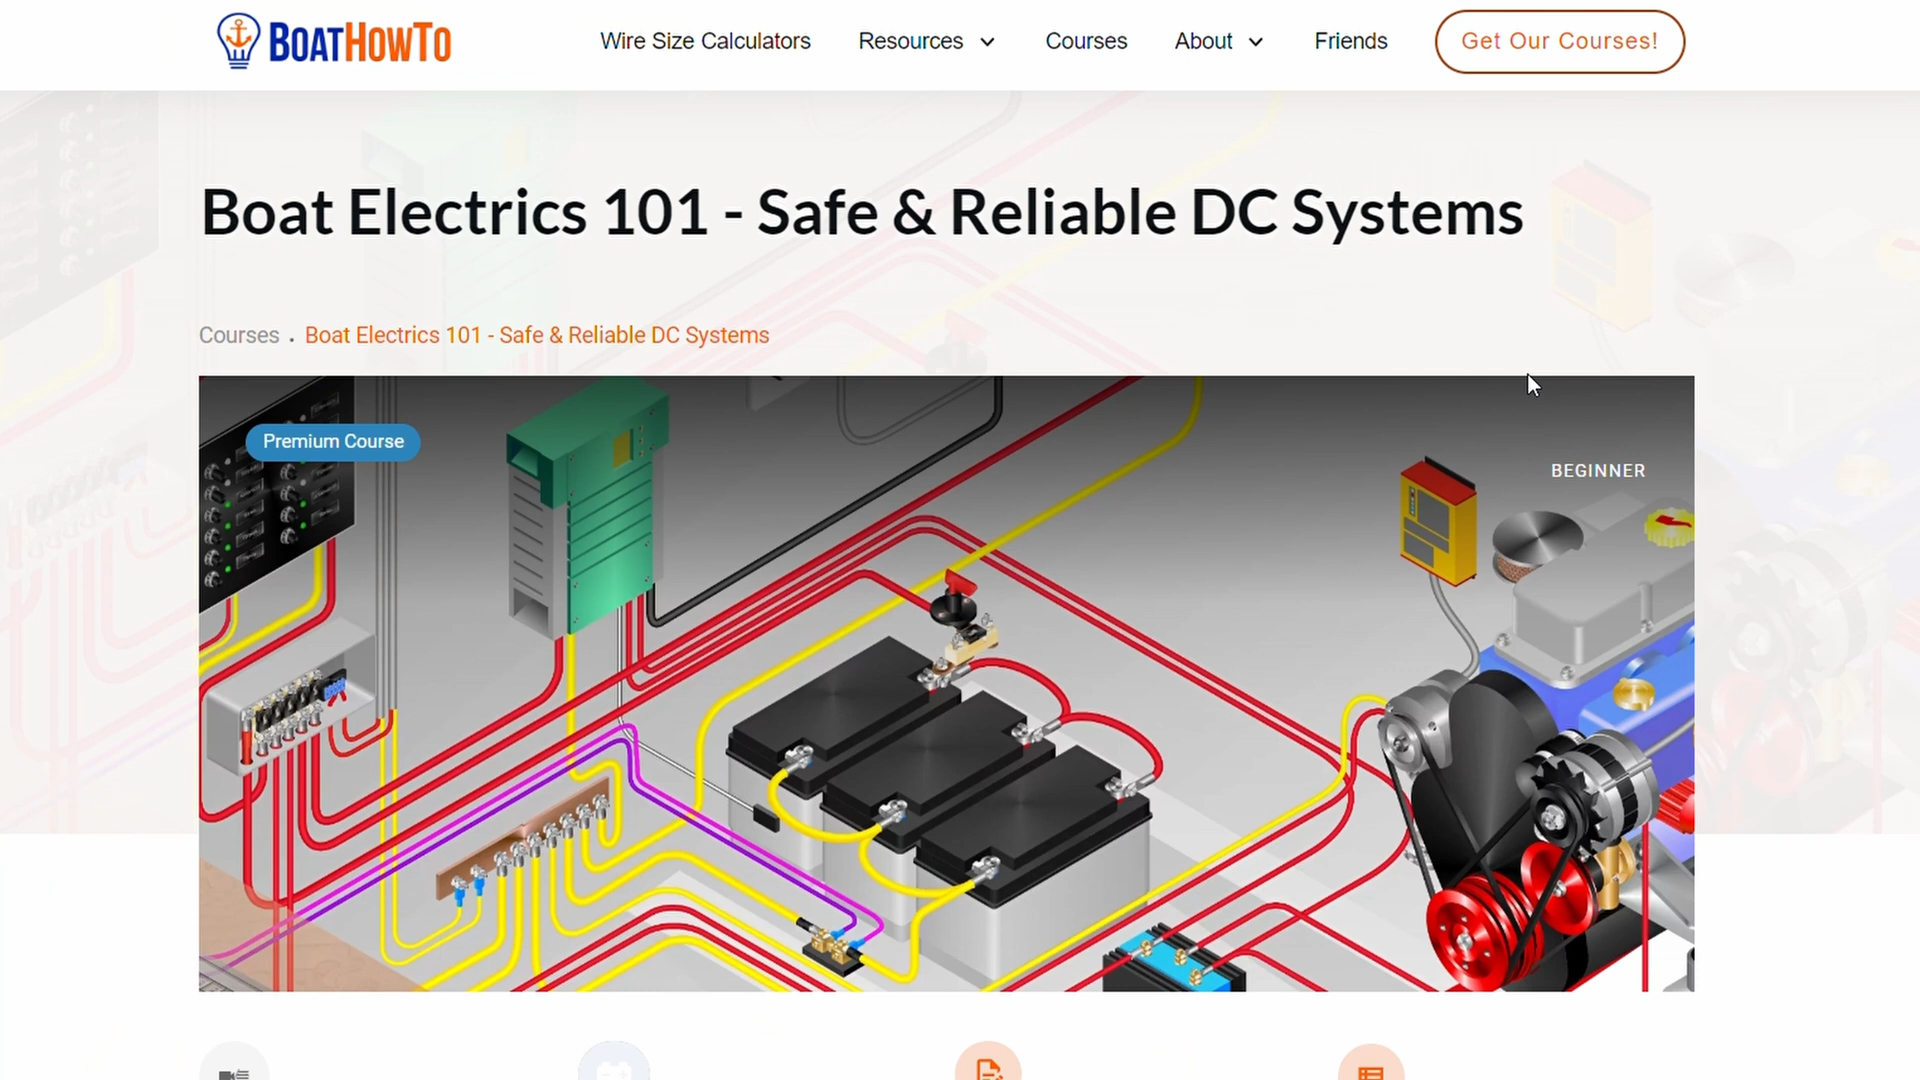 BOATHOWTO
Wire Size Calculators
Resources
Courses
About
Friends
Get Our Courses!
Boat Electrics 101 - Safe & Reliable DC Systems
Courses . Boat Electrics 101 - Safe & Reliable DC Systems
Premium Course
BEGINNER